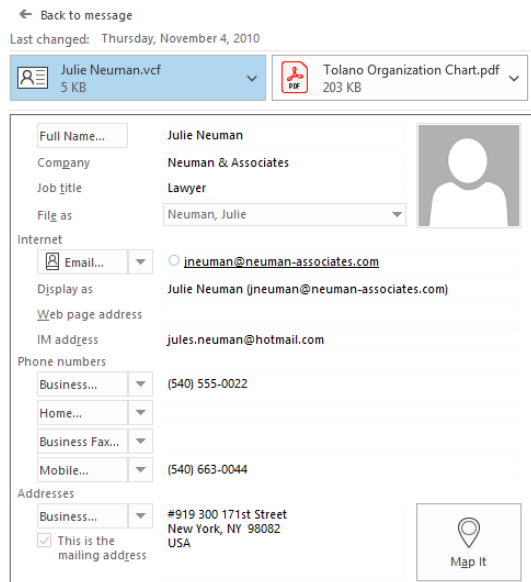 Back to message
Last changed: Thursday, November 4, 2010
Julie Neuman.vcf
5 KB
Tolano Organization Chart.pdf
203 KB
PDF
Full Name... Julie Neuman
Company Neuman & Associates
Job title Lawyer
File as Neuman, Julie
Internet
Email... jneuman@neuman-associates.com
Display as Julie Neuman (jneuman@neuman-associates.com)
Web page address
IM address jules.neuman@hotmail.com
Phone numbers
Business... (540) 555-0022
Home...
Business Fax...
Mobile... (540) 663-0044
Addresses
Business... #919 300 171st Street
New York, NY 98082
USA
This is the
mailing address
Map It